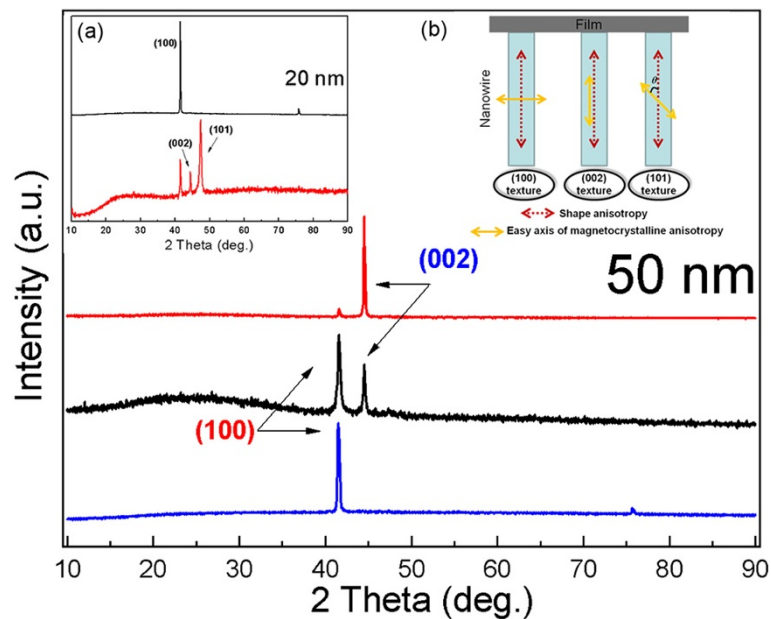 (a)
(100)
20 nm
(002)
(101)
10 20 30 40 50 60 70 80 90
2 Theta (deg.)
(b)
Film
Nanowire
θ
(100)
texture
(002)
texture
(101)
texture
Shape anisotropy
Easy axis of magnetocrystalline anisotropy
(002)
50 nm
(100)
Intensity (a.u.)
10 20 30 40 50 60 70 80 90
2 Theta (deg.)